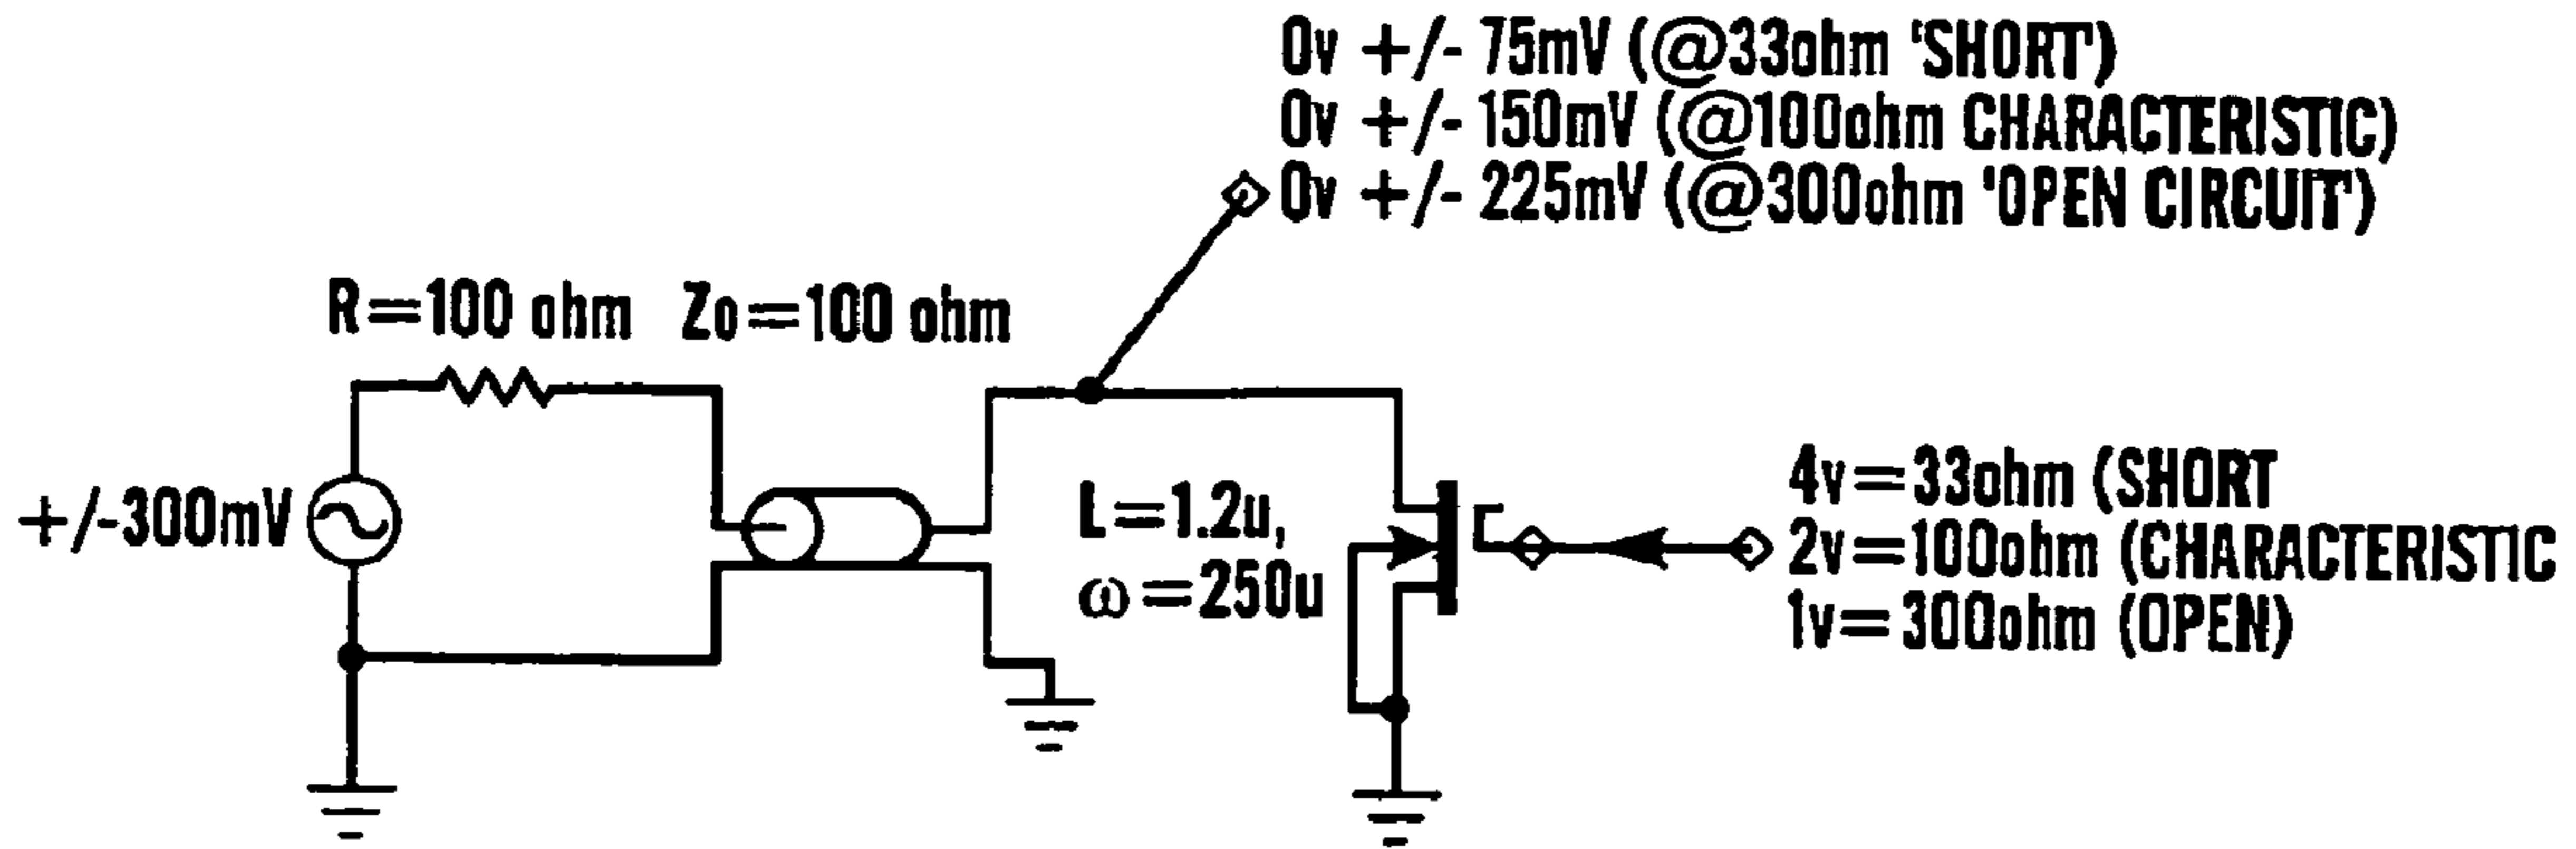 0v +/- 75mV (@33ohm 'SHORT')
0v +/- 150mV (@100ohm CHARACTERISTIC)
0v +/- 225mV (@300ohm 'OPEN CIRCUIT')
R=100 ohm
Zo=100 ohm
+/-300mV
L=1.2u,
ω=250u
4v=33ohm (SHORT
2v=100ohm (CHARACTERISTIC
1v=300ohm (OPEN)